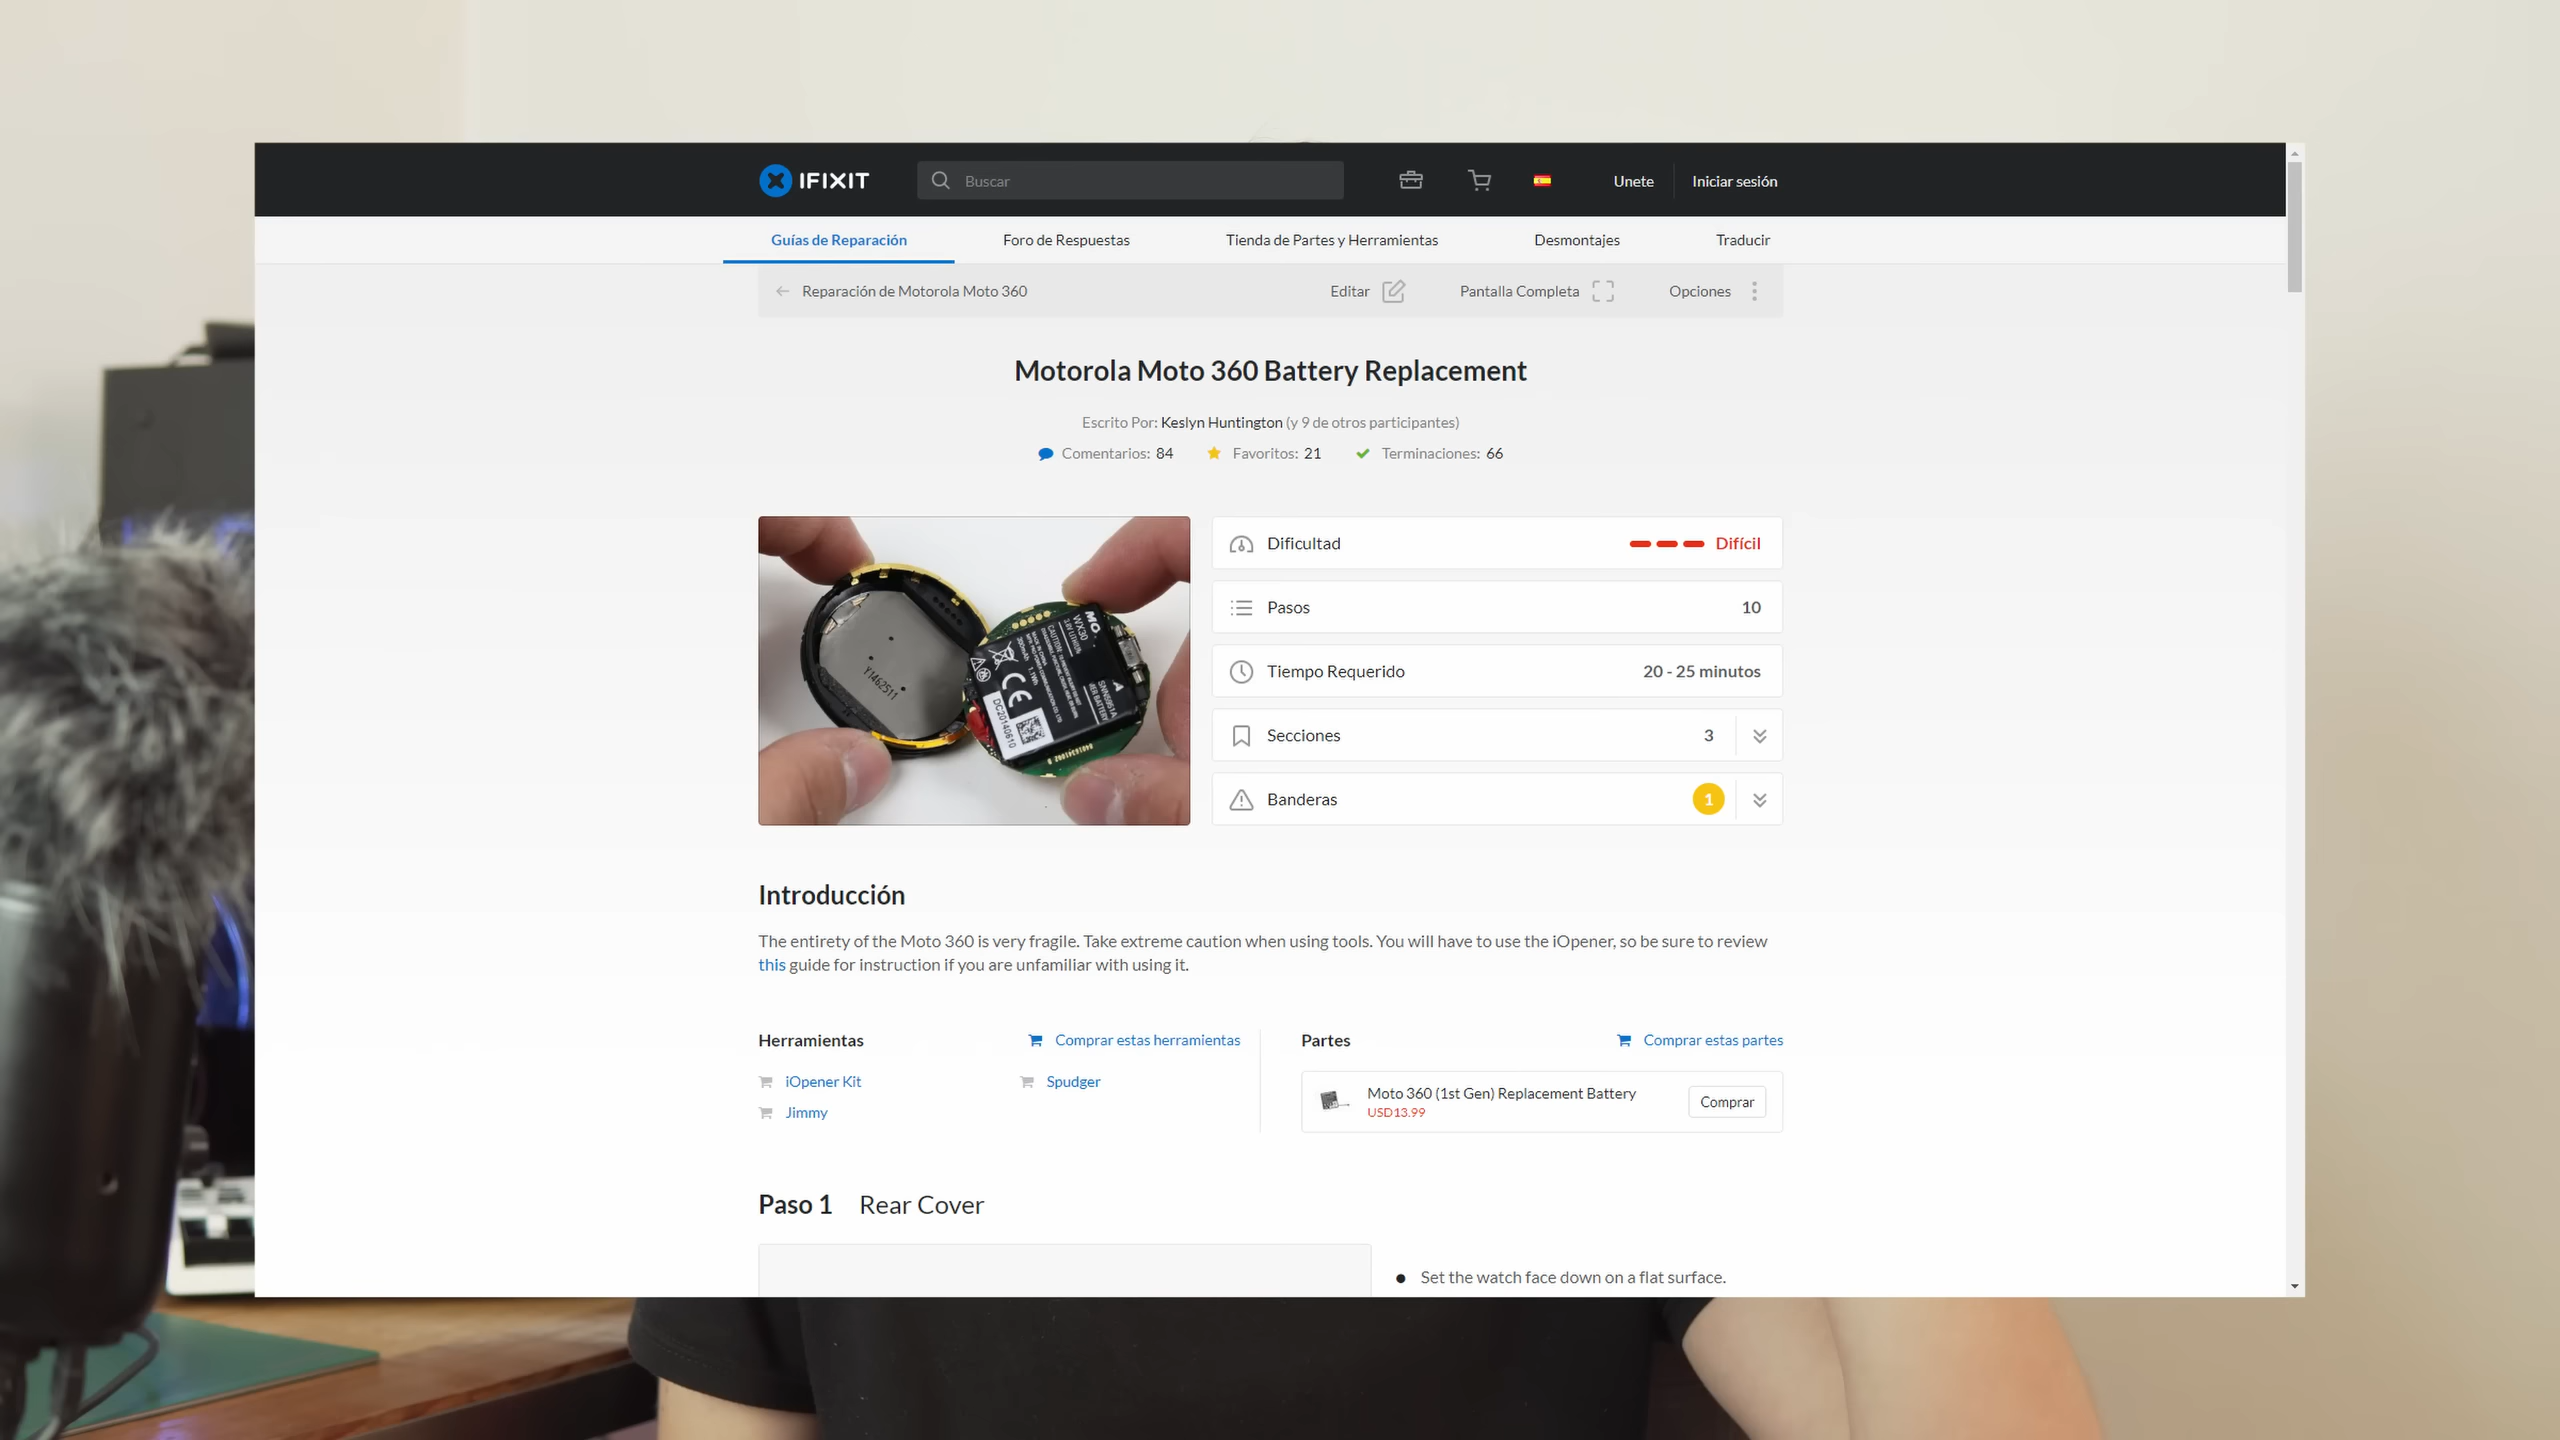 IFIXIT
Buscar
Unete
Iniciar sesión
Guías de Reparación
Foro de Respuestas
Tienda de Partes y Herramientas
Desmontajes
Traducir
Reparación de Motorola Moto 360
Editar
Pantalla Completa
Opciones
Motorola Moto 360 Battery Replacement
Escrito Por: Keslyn Huntington (y 9 de otros participantes)
Comentarios: 84
Favoritos: 21
Terminaciones: 66
Y1462511
WX30
CE
DC20140610
Dificultad
Difícil
Pasos
10
Tiempo Requerido
20 - 25 minutos
Secciones
3
Banderas
1
Introducción
The entirety of the Moto 360 is very fragile. Take extreme caution when using tools. You will have to use the iOpener, so be sure to review
this guide for instruction if you are unfamiliar with using it.
Herramientas
Comprar estas herramientas
iOpener Kit
Spudger
Jimmy
Partes
Comprar estas partes
Moto 360 (1st Gen) Replacement Battery
USD13.99
Comprar
Paso 1 Rear Cover
Set the watch face down on a flat surface.